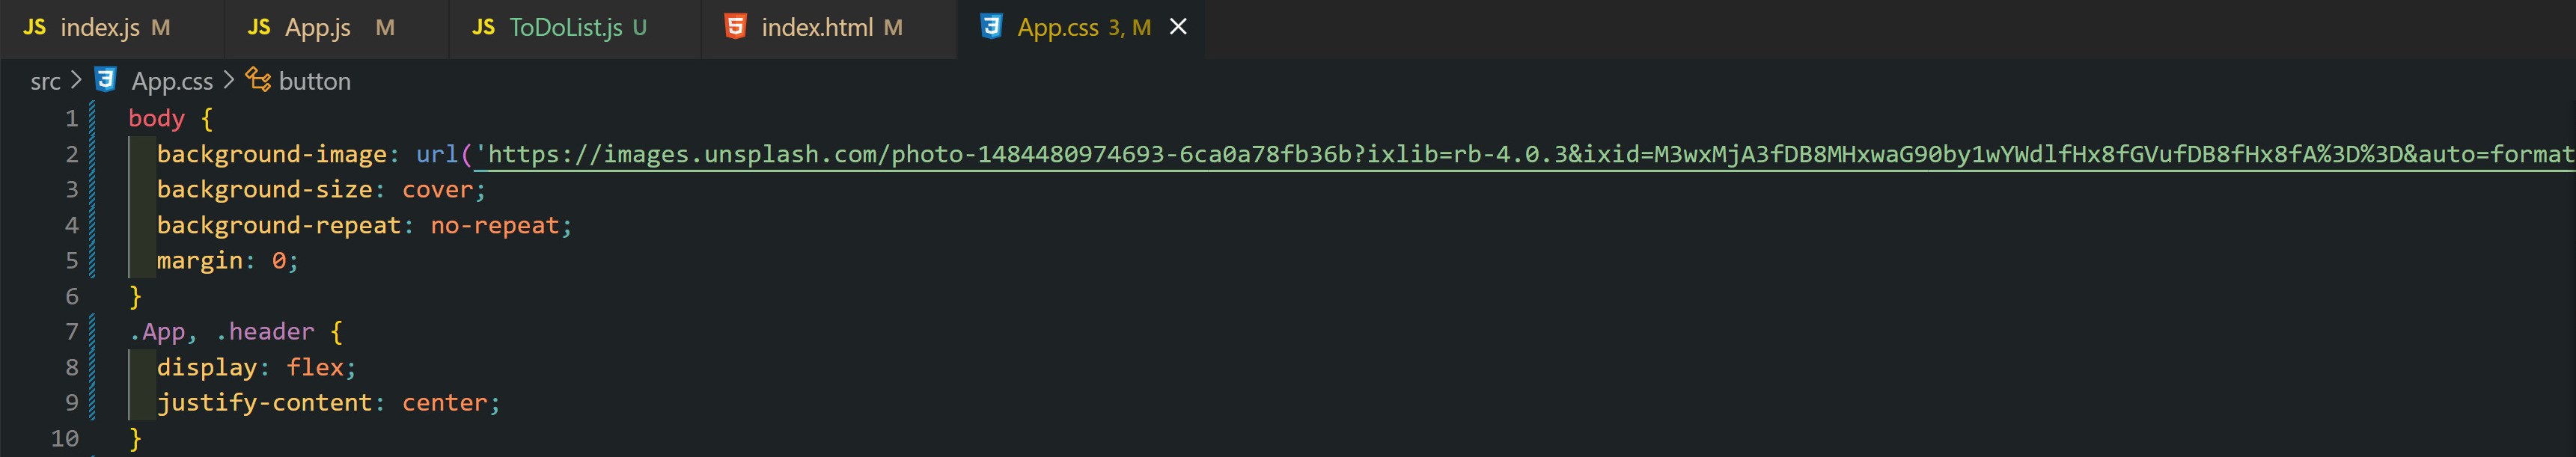 JS index.js M JS App.js M JS ToDoList.js U 5 index.html M 3 App.css 3, M
src > 3 App.css > button
1 body {
2 background-image: url('https://images.unsplash.com/photo-1484480974693-6ca0a78fb36b?ixlib=rb-4.0.3&ixid=M3wxMjA3fDB8MHxwaG90by1wYWdlfHx8fGVufDB8fHx8fA%3D%3D&auto=format
3 background-size: cover;
4 background-repeat: no-repeat;
5 margin: 0;
6 }
7 .App, .header {
8 display: flex;
9 justify-content: center;
10 }